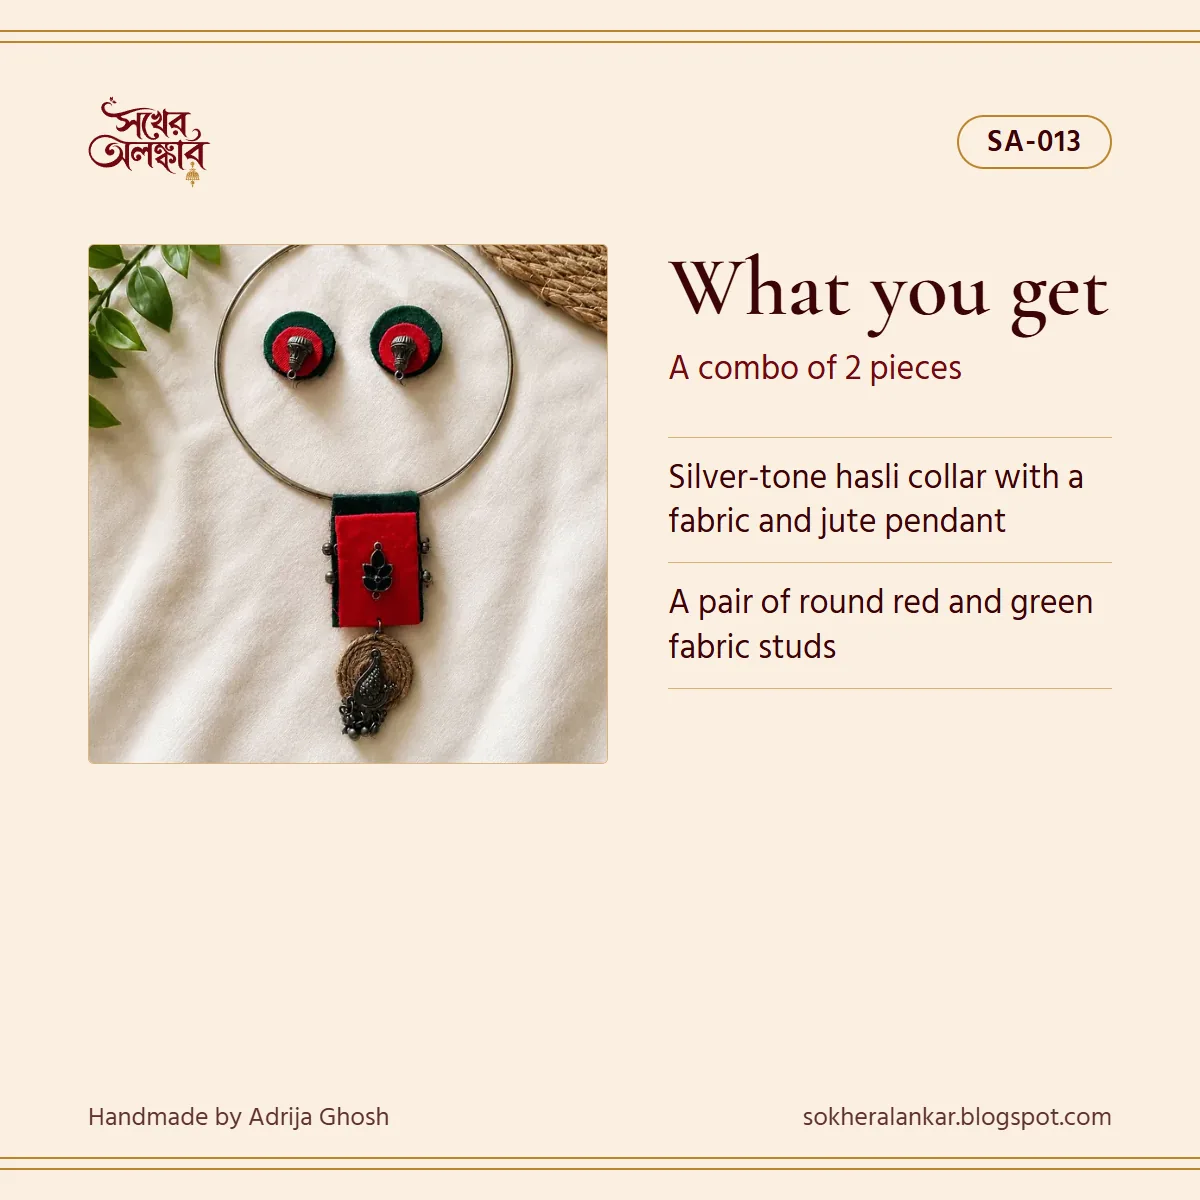 সখের
অলঙ্কার
SA-013
What you get
A combo of 2 pieces
Silver-tone hasli collar with a
fabric and jute pendant
A pair of round red and green
fabric studs
Handmade by Adrija Ghosh
sokheralankar.blogspot.com